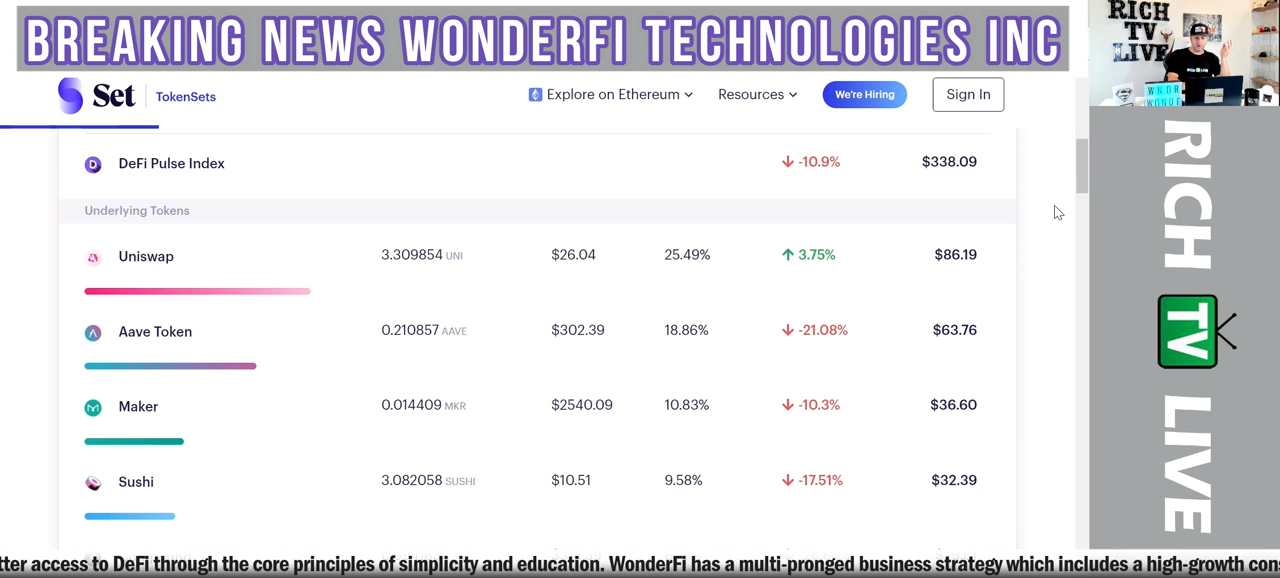 BREAKING NEWS WONDERFI TECHNOLOGIES INC
RICH
TV
LIVE
Set
TokenSets
Explore on Ethereum
Resources
We're Hiring
Sign In
WNDR
DeFi Pulse Index -10.9% $338.09
Underlying Tokens
Uniswap 3.309854 UNI $26.04 25.49% 3.75% $86.19
Aave Token 0.210857 AAVE $302.39 18.86% -21.08% $63.76
Maker 0.014409 MKR $2540.09 10.83% -10.3% $36.60
Sushi 3.082058 SUSHI $10.51 9.58% -17.51% $32.39
RICH
TV
LIVE
tter access to DeFi through the core principles of simplicity and education. WonderFi has a multi-pronged business strategy which includes a high-growth con